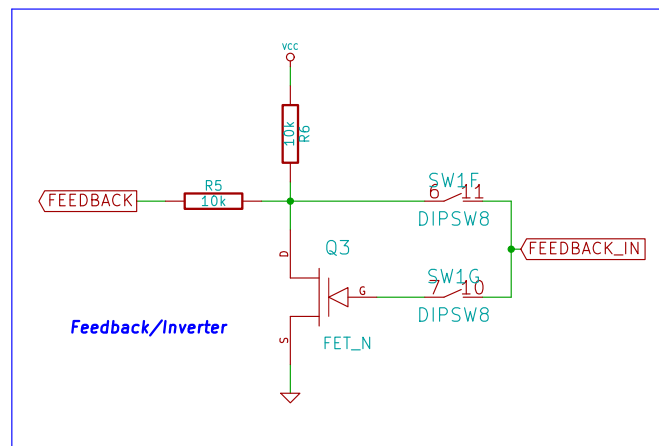 VCC
10k
R6
R5
10k
FEEDBACK
SW1F
6 11
DIPSW8
FEEDBACK_IN
SW1G
7 10
DIPSW8
Q3
D
G
S
FET_N
Feedback/Inverter